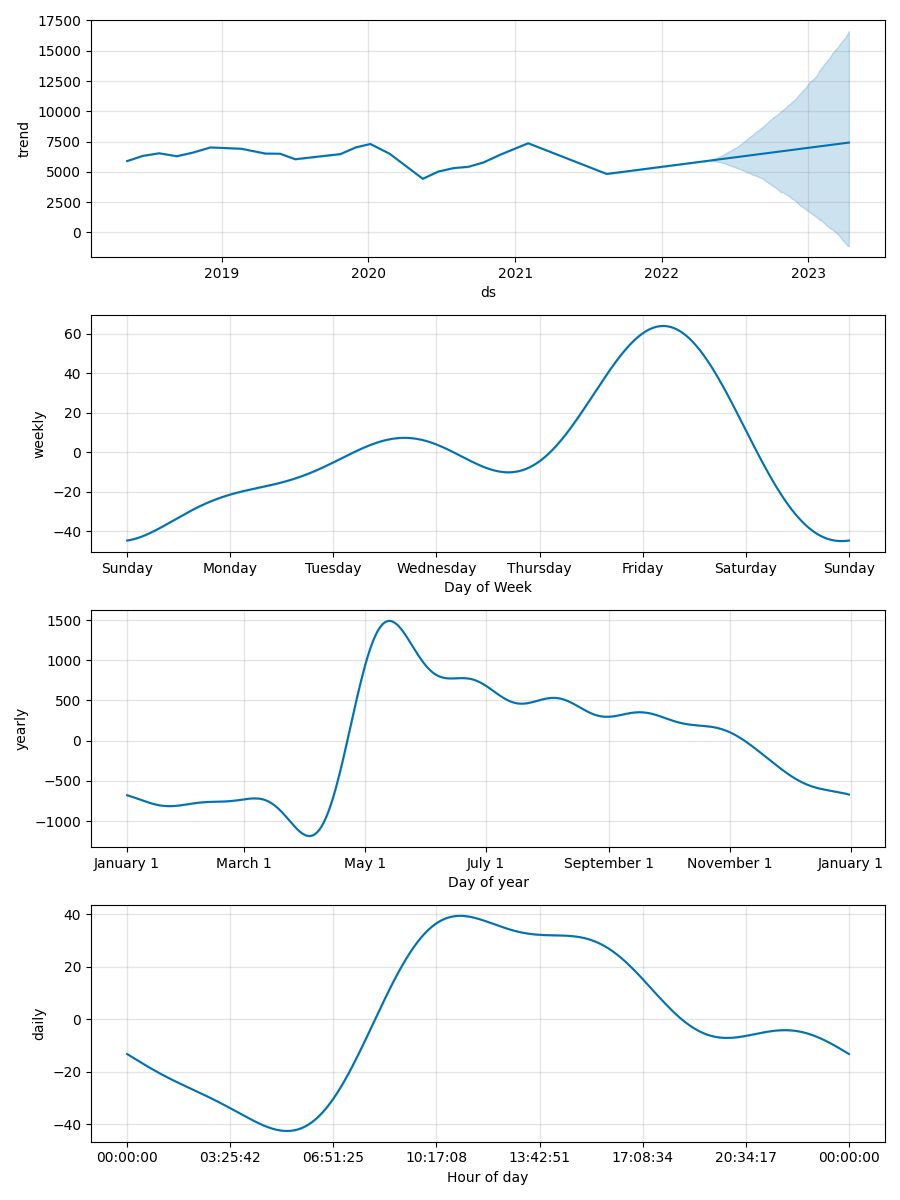 17500
15000
12500
10000
7500
5000
2500
0
trend
2019 2020 2021 2022 2023
ds
60
40
20
0
−20
−40
weekly
Sunday Monday Tuesday Wednesday Thursday Friday Saturday Sunday
Day of Week
1500
1000
500
0
−500
−1000
yearly
January 1 March 1 May 1 July 1 September 1 November 1 January 1
Day of year
40
20
0
−20
−40
daily
00:00:00 03:25:42 06:51:25 10:17:08 13:42:51 17:08:34 20:34:17 00:00:00
Hour of day